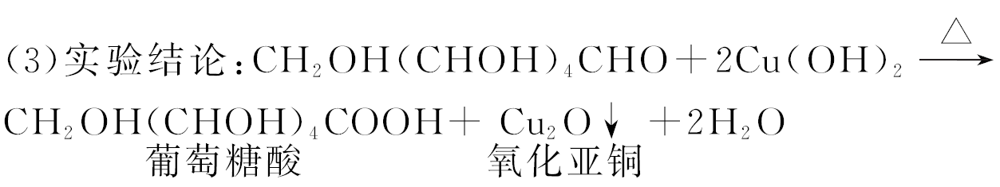 (3)实验结论:CH₂OH(CHOH)₄CHO+2Cu(OH)₂ —△→
CH₂OH(CHOH)₄COOH+ Cu₂O↓ +2H₂O
葡萄糖酸 氧化亚铜